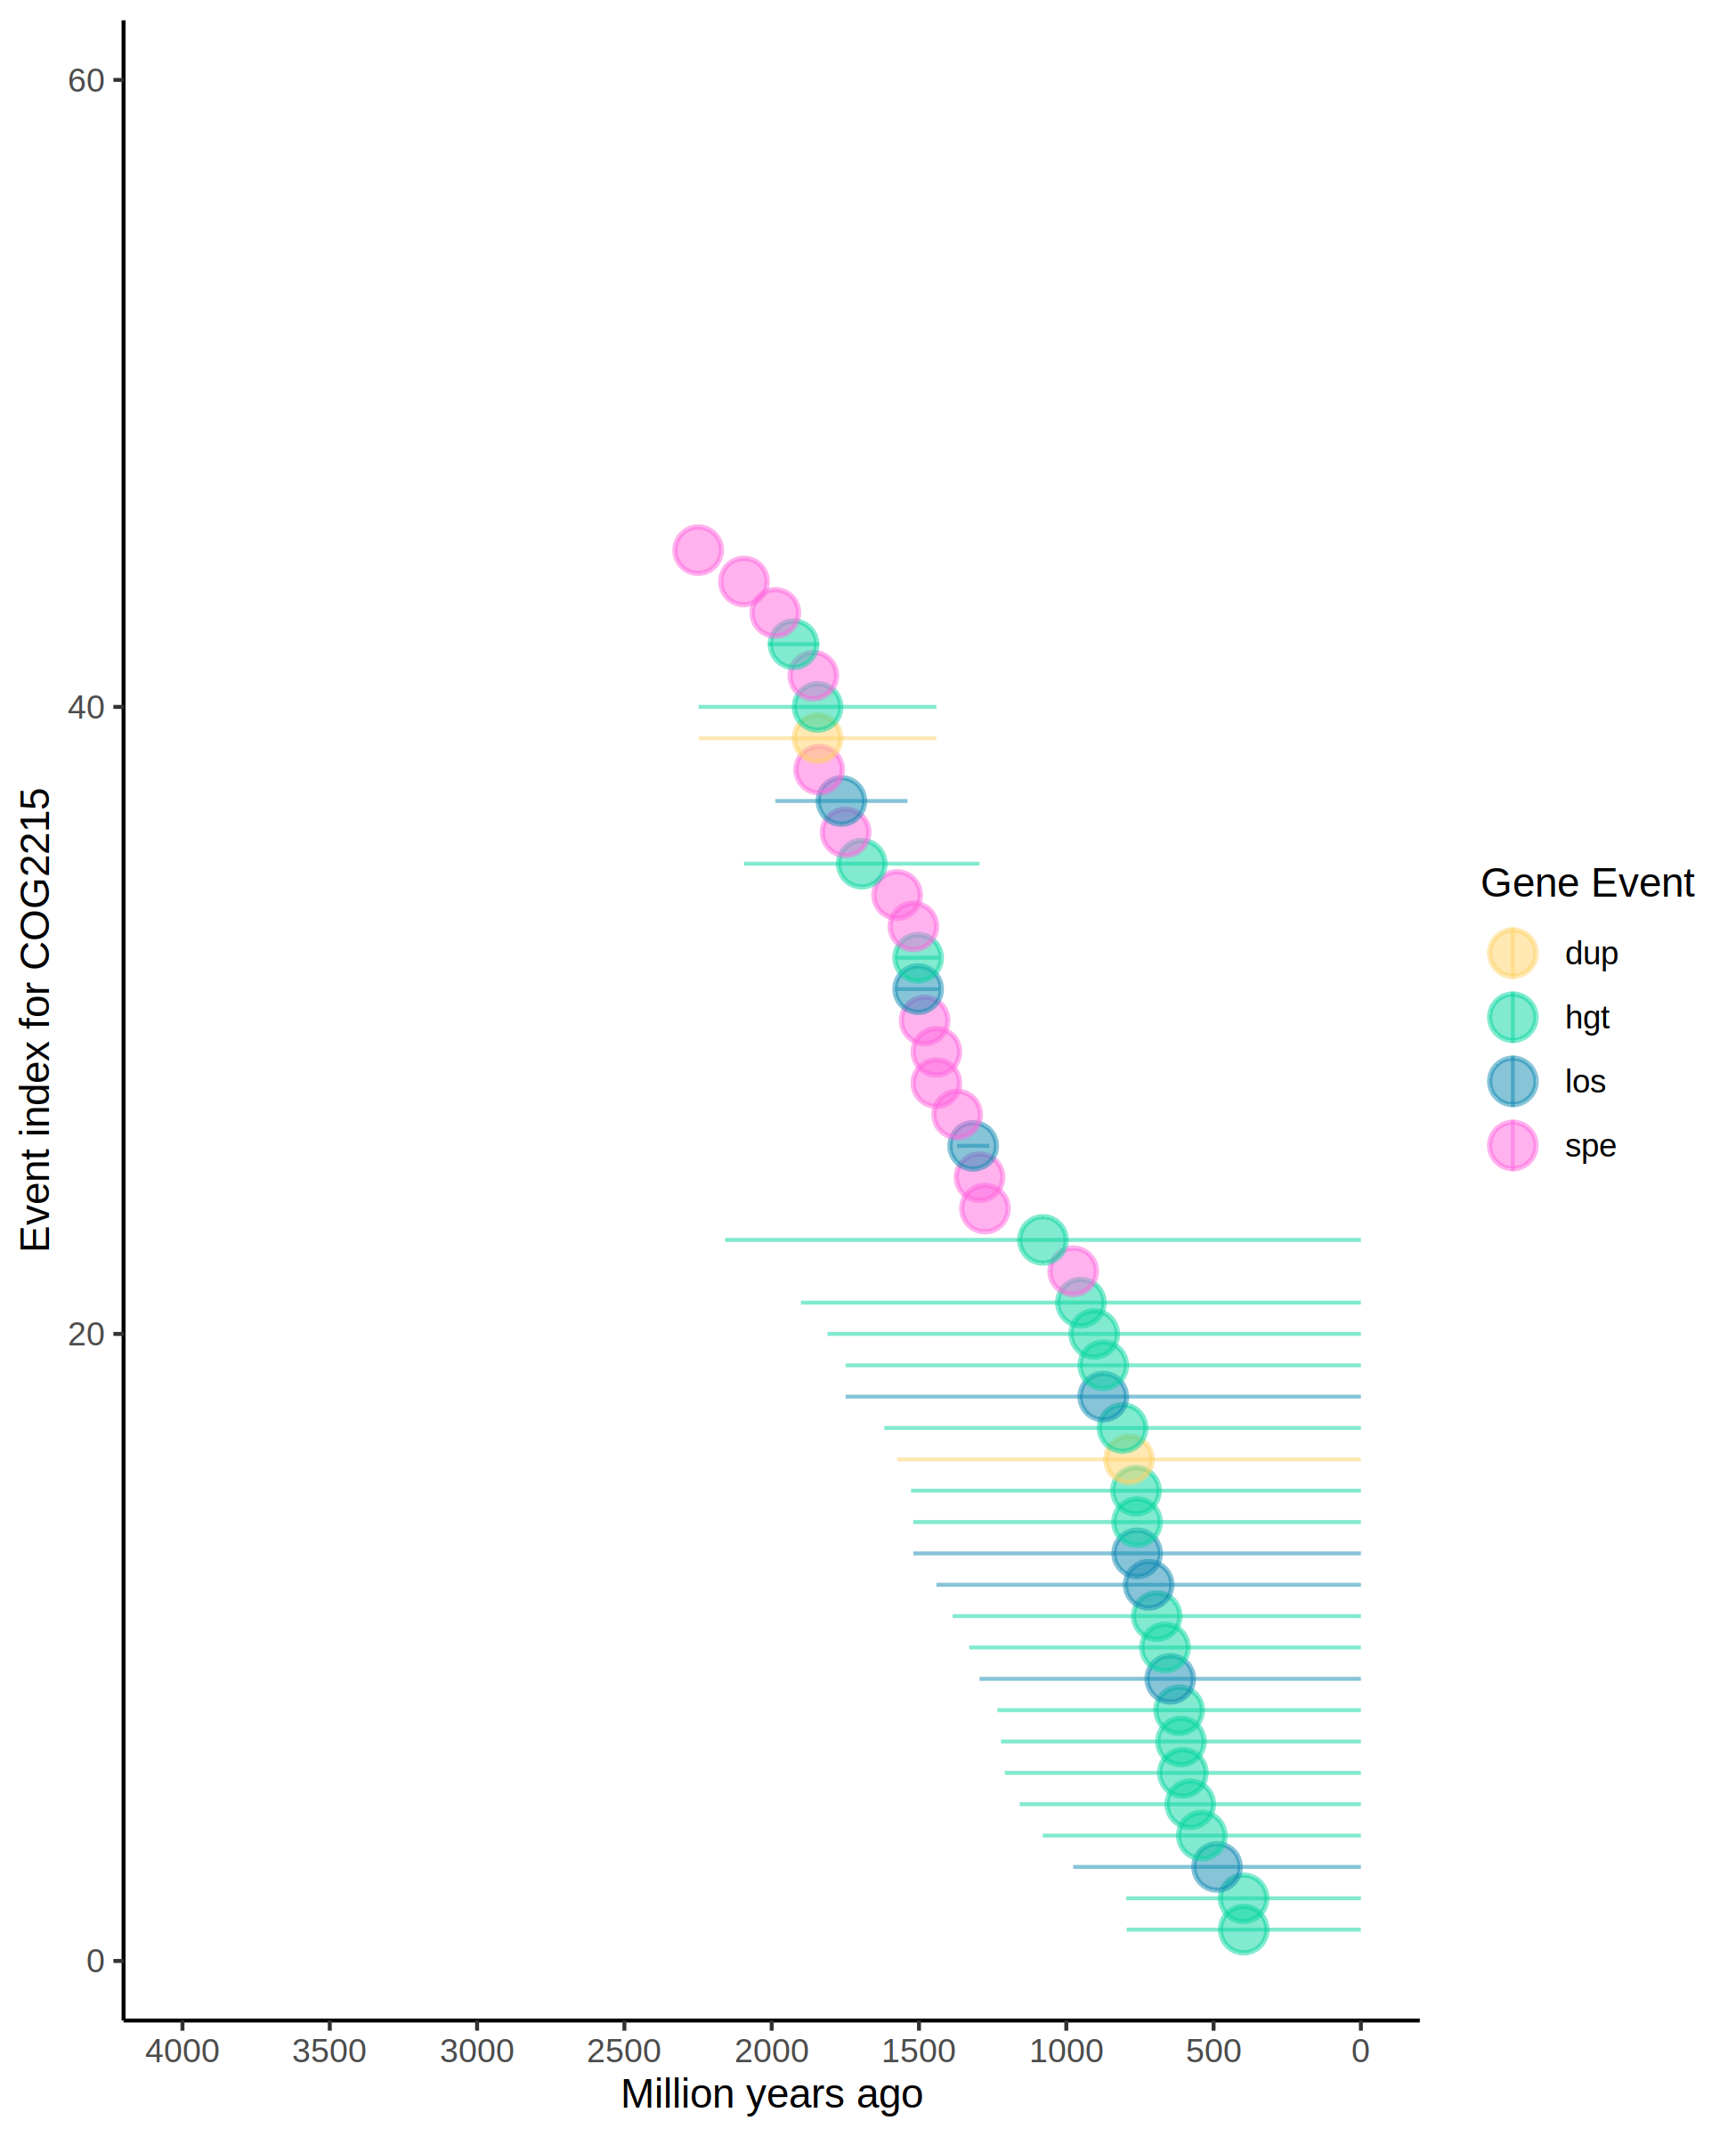 60
40
20
0
Event index for COG2215
4000 3500 3000 2500 2000 1500 1000 500 0
Million years ago
Gene Event
dup
hgt
los
spe